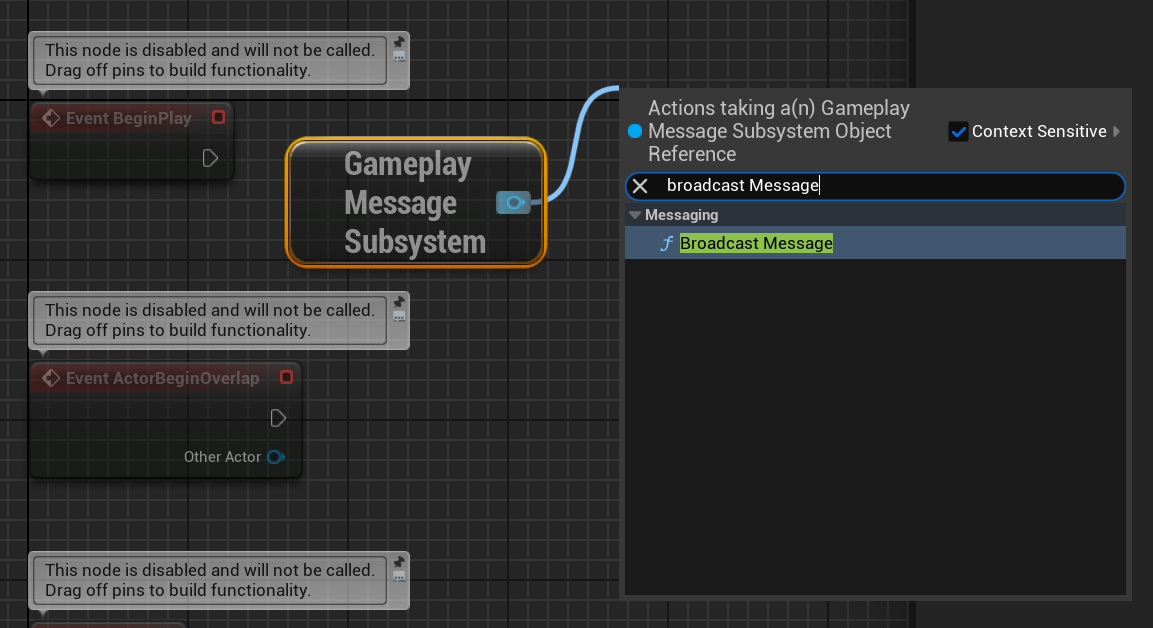 This node is disabled and will not be called.
Drag off pins to build functionality.
Event BeginPlay
Gameplay
Message
Subsystem
Actions taking a(n) Gameplay
Message Subsystem Object
Reference
Context Sensitive
broadcast Message
Messaging
f Broadcast Message
This node is disabled and will not be called.
Drag off pins to build functionality.
Event ActorBeginOverlap
Other Actor
This node is disabled and will not be called.
Drag off pins to build functionality.